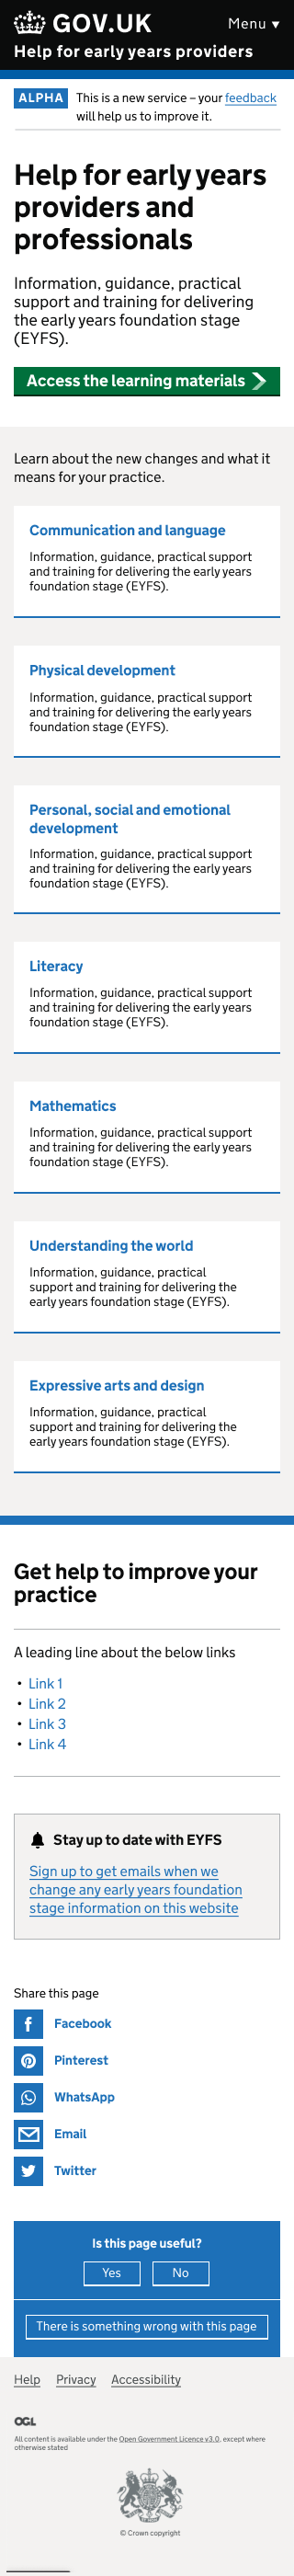 GOV.UK
Menu ▼
Help for early years providers
ALPHA
This is a new service – your feedback
will help us to improve it.
Help for early years
providers and
professionals
Information, guidance, practical
support and training for delivering
the early years foundation stage
(EYFS).
Access the learning materials
Learn about the new changes and what it
means for your practice.
Communication and language
Information, guidance, practical support
and training for delivering the early years
foundation stage (EYFS).
Physical development
Information, guidance, practical support
and training for delivering the early years
foundation stage (EYFS).
Personal, social and emotional
development
Information, guidance, practical support
and training for delivering the early years
foundation stage (EYFS).
Literacy
Information, guidance, practical support
and training for delivering the early years
foundation stage (EYFS).
Mathematics
Information, guidance, practical support
and training for delivering the early years
foundation stage (EYFS).
Understanding the world
Information, guidance, practical
support and training for delivering the
early years foundation stage (EYFS).
Expressive arts and design
Information, guidance, practical
support and training for delivering the
early years foundation stage (EYFS).
Get help to improve your
practice
A leading line about the below links
• Link 1
• Link 2
• Link 3
• Link 4
Stay up to date with EYFS
Sign up to get emails when we
change any early years foundation
stage information on this website
Share this page
Facebook
Pinterest
WhatsApp
Email
Twitter
Is this page useful?
Yes
No
There is something wrong with this page
Help
Privacy
Accessibility
OGL
All content is available under the Open Government Licence v3.0, except where
otherwise stated
© Crown copyright